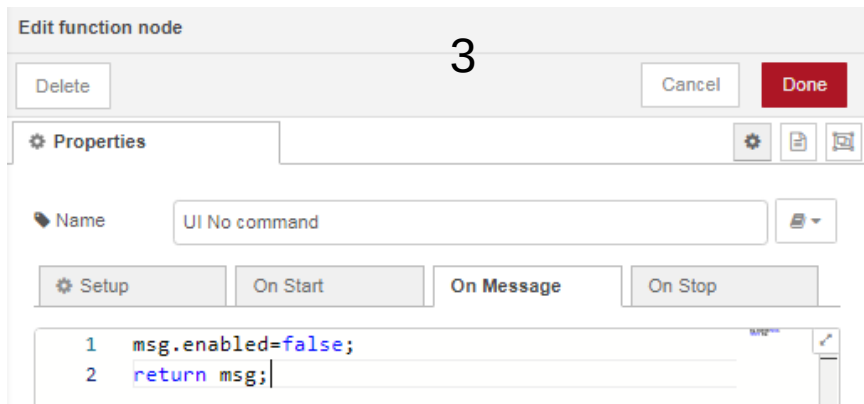 Edit function node
3
Delete Cancel Done
Properties
Name UI No command
Setup On Start On Message On Stop
1 msg.enabled=false;
2 return msg;